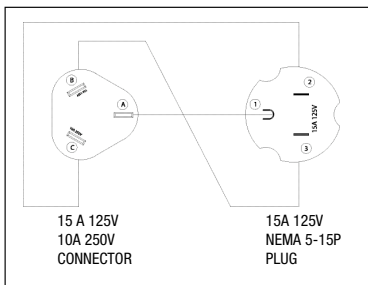 B
A
C
1
2
3
15A 125V
15 A 125V
10A 250V
CONNECTOR
15A 125V
NEMA 5-15P
PLUG